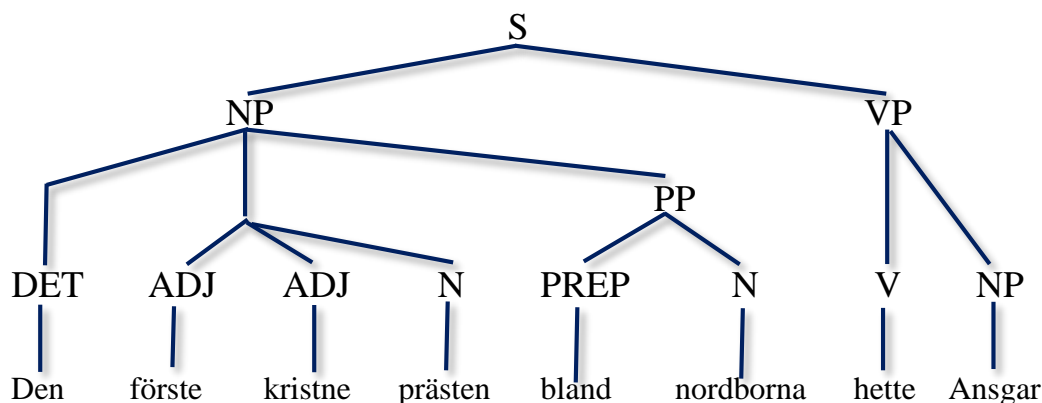 S
NP VP
PP
DET ADJ ADJ N PREP N V NP
Den förste kristne prästen bland nordborna hette Ansgar